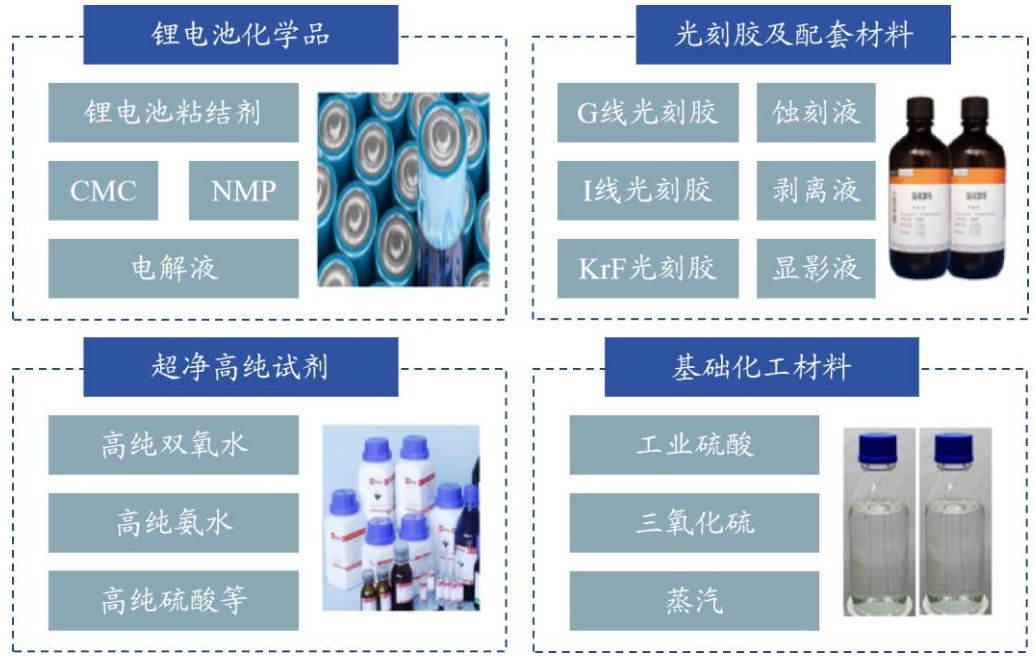 锂电池化学品
锂电池粘结剂
CMC
NMP
电解液
光刻胶及配套材料
G线光刻胶
蚀刻液
I线光刻胶
剥离液
KrF光刻胶
显影液
超净高纯试剂
高纯双氧水
高纯氨水
高纯硫酸等
基础化工材料
工业硫酸
三氧化硫
蒸汽